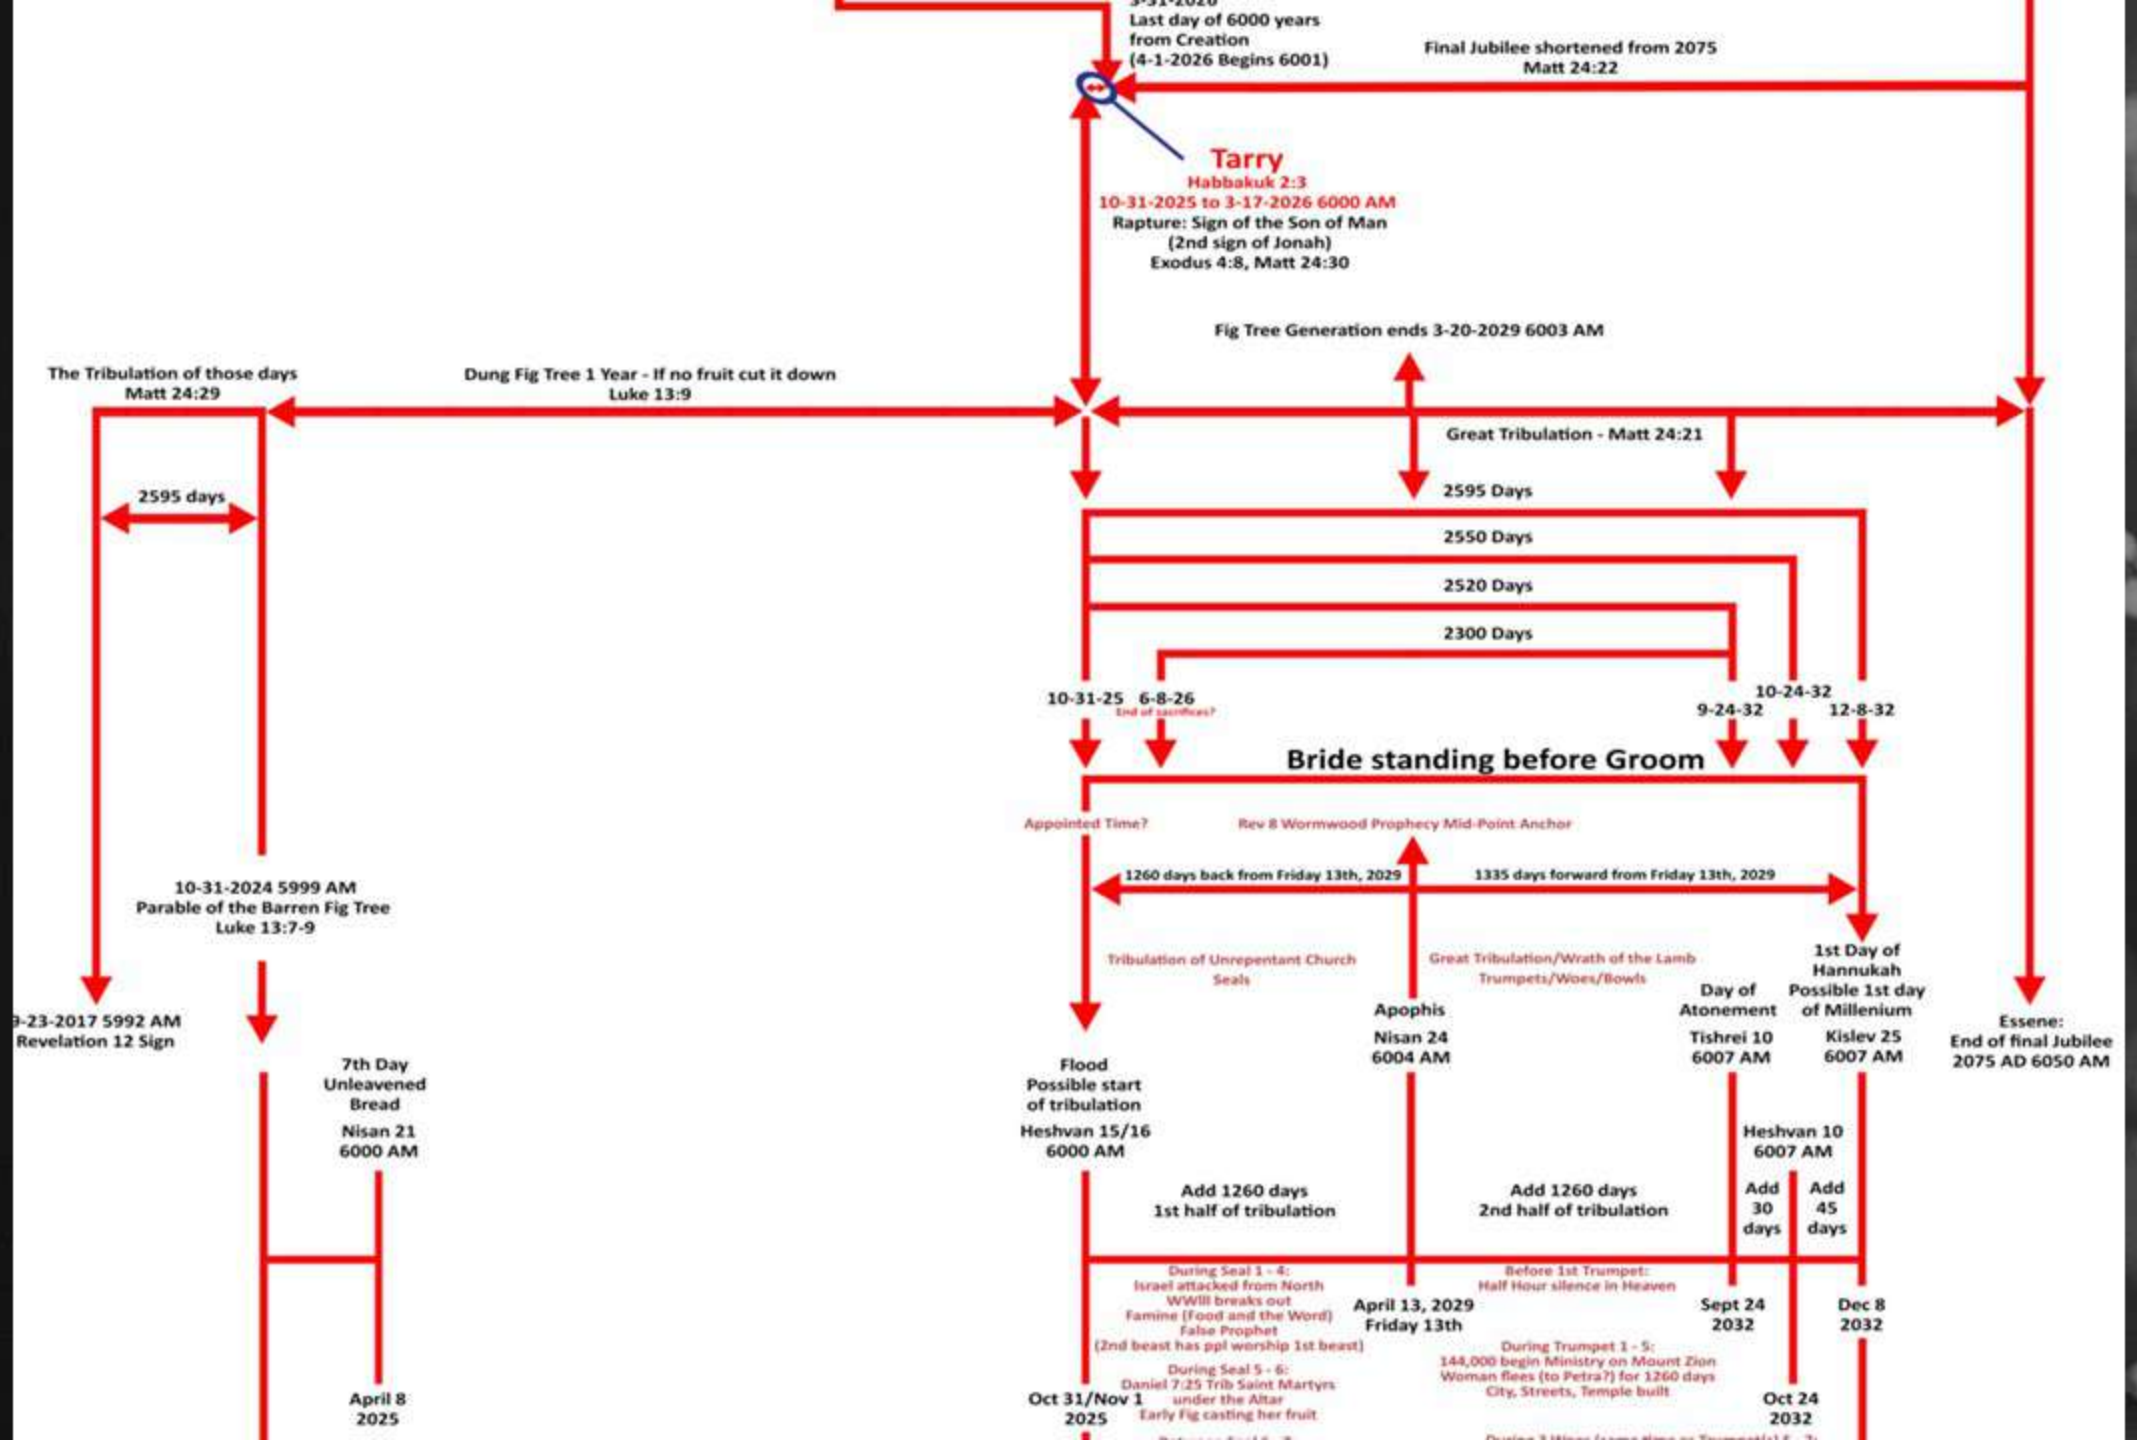 3-31-2026
Last day of 6000 years
from Creation
(4-1-2026 Begins 6001)
Final Jubilee shortened from 2075
Matt 24:22
Tarry
Habbakuk 2:3
10-31-2025 to 3-17-2026 6000 AM
Rapture: Sign of the Son of Man
(2nd sign of Jonah)
Exodus 4:8, Matt 24:30
Fig Tree Generation ends 3-20-2029 6003 AM
The Tribulation of those days
Matt 24:29
Dung Fig Tree 1 Year - If no fruit cut it down
Luke 13:9
Great Tribulation - Matt 24:21
2595 days
2595 Days
2550 Days
2520 Days
2300 Days
10-31-25
6-8-26
End of sacrifices?
9-24-32
10-24-32
12-8-32
Bride standing before Groom
Appointed Time?
Rev 8 Wormwood Prophecy Mid-Point Anchor
1260 days back from Friday 13th, 2029
1335 days forward from Friday 13th, 2029
10-31-2024 5999 AM
Parable of the Barren Fig Tree
Luke 13:7-9
Tribulation of Unrepentant Church
Seals
Great Tribulation/Wrath of the Lamb
Trumpets/Woes/Bowls
9-23-2017 5992 AM
Revelation 12 Sign
7th Day
Unleavened
Bread
Nisan 21
6000 AM
Flood
Possible start
of tribulation
Heshvan 15/16
6000 AM
Apophis
Nisan 24
6004 AM
Day of
Atonement
Tishrei 10
6007 AM
1st Day of
Hannukah
Possible 1st day
of Millenium
Kislev 25
6007 AM
Essene:
End of final Jubilee
2075 AD 6050 AM
Heshvan 10
6007 AM
Add 1260 days
1st half of tribulation
Add 1260 days
2nd half of tribulation
Add
30
days
Add
45
days
During Seal 1 - 4:
Israel attacked from North
WWIII breaks out
Famine (Food and the Word)
False Prophet
(2nd beast has ppl worship 1st beast)
During Seal 5 - 6:
Daniel 7:25 Trib Saint Martyrs
under the Altar
Early Fig casting her fruit
April 13, 2029
Friday 13th
Before 1st Trumpet:
Half Hour silence in Heaven
During Trumpet 1 - 5:
144,000 begin Ministry on Mount Zion
Woman flees (to Petra?) for 1260 days
City, Streets, Temple built
Sept 24
2032
Dec 8
2032
April 8
2025
Oct 31/Nov 1
2025
Oct 24
2032